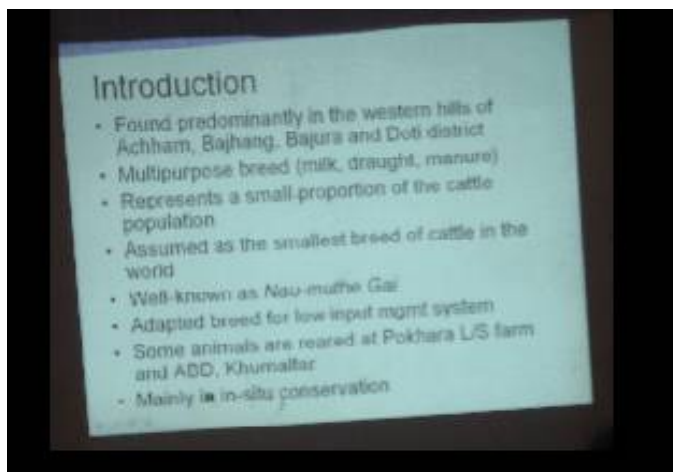 Introduction
• Found predominantly in the western hills of
Achham, Bajhang, Bajura and Doti district
• Multipurpose breed (milk, draught, manure)
• Represents a small proportion of the cattle
population
• Assumed as the smallest breed of cattle in the
world
• Well-known as Nau-muthe Gai
• Adapted breed for low input mgmt system
• Some animals are reared at Pokhara L/S farm
and ABD, Khumaltar
• Mainly in in-situ conservation